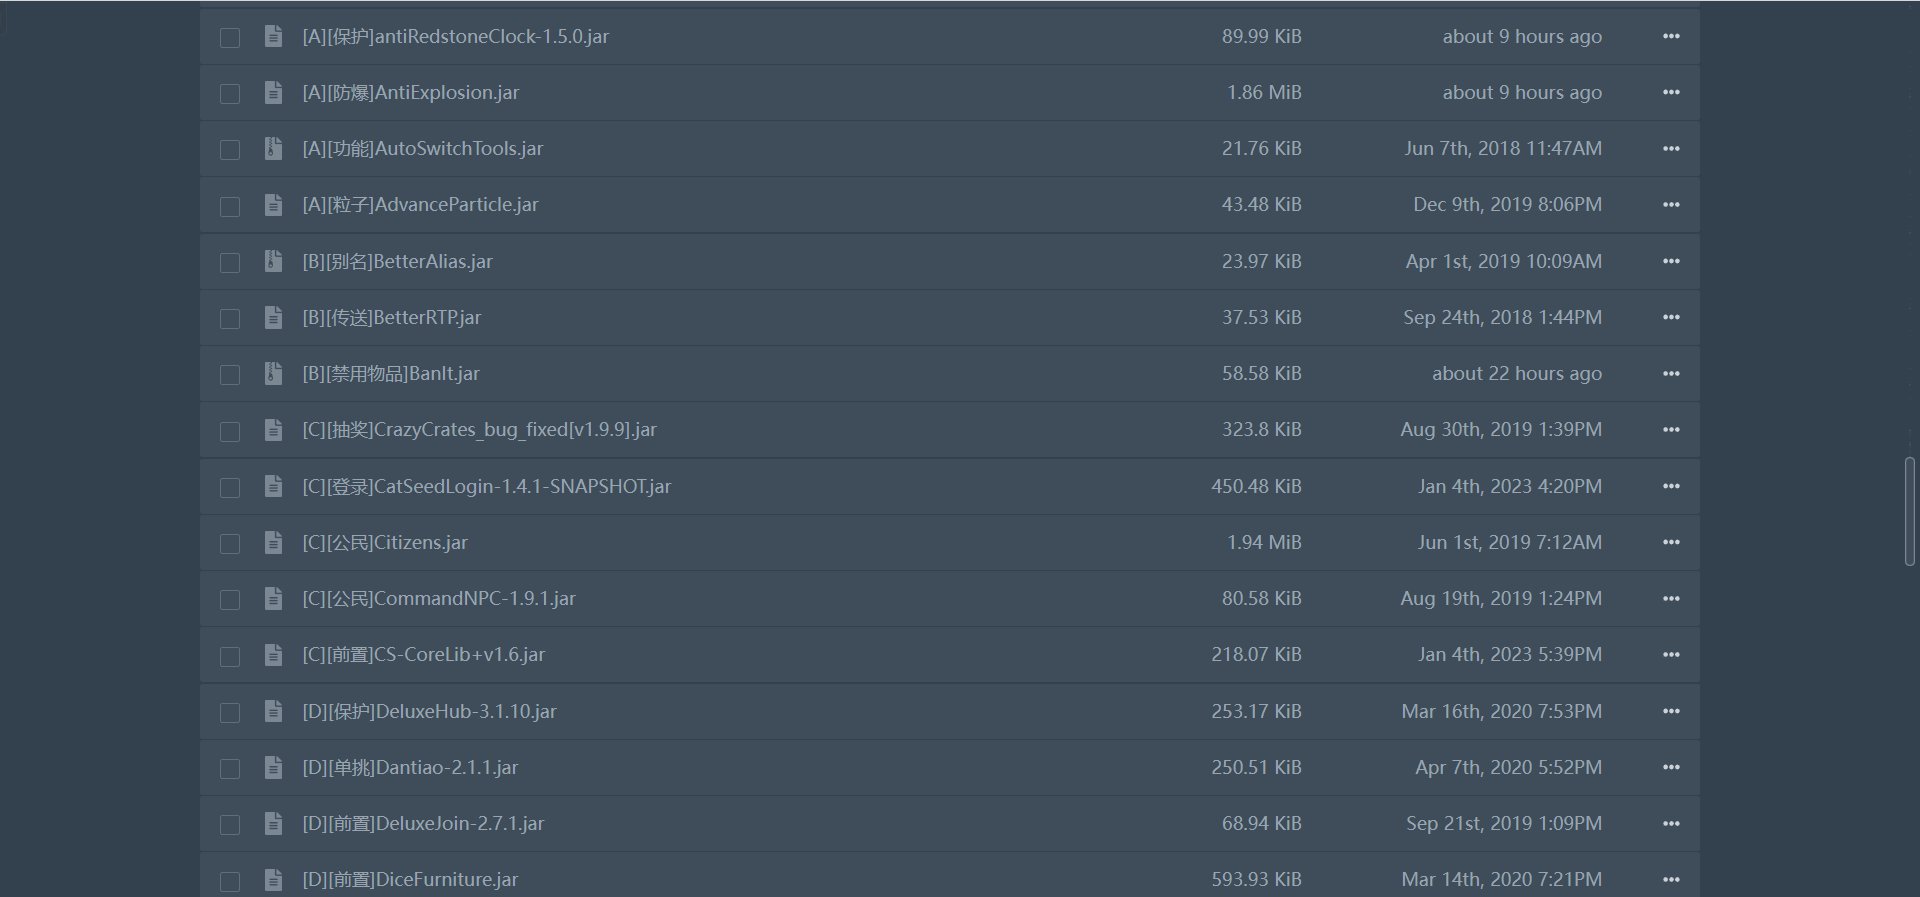 [A][保护]antiRedstoneClock-1.5.0.jar 89.99 KiB about 9 hours ago
[A][防爆]AntiExplosion.jar 1.86 MiB about 9 hours ago
[A][功能]AutoSwitchTools.jar 21.76 KiB Jun 7th, 2018 11:47AM
[A][粒子]AdvanceParticle.jar 43.48 KiB Dec 9th, 2019 8:06PM
[B][别名]BetterAlias.jar 23.97 KiB Apr 1st, 2019 10:09AM
[B][传送]BetterRTP.jar 37.53 KiB Sep 24th, 2018 1:44PM
[B][禁用物品]BanIt.jar 58.58 KiB about 22 hours ago
[C][抽奖]CrazyCrates_bug_fixed[v1.9.9].jar 323.8 KiB Aug 30th, 2019 1:39PM
[C][登录]CatSeedLogin-1.4.1-SNAPSHOT.jar 450.48 KiB Jan 4th, 2023 4:20PM
[C][公民]Citizens.jar 1.94 MiB Jun 1st, 2019 7:12AM
[C][公民]CommandNPC-1.9.1.jar 80.58 KiB Aug 19th, 2019 1:24PM
[C][前置]CS-CoreLib+v1.6.jar 218.07 KiB Jan 4th, 2023 5:39PM
[D][保护]DeluxeHub-3.1.10.jar 253.17 KiB Mar 16th, 2020 7:53PM
[D][单挑]Dantiao-2.1.1.jar 250.51 KiB Apr 7th, 2020 5:52PM
[D][前置]DeluxeJoin-2.7.1.jar 68.94 KiB Sep 21st, 2019 1:09PM
[D][前置]DiceFurniture.jar 593.93 KiB Mar 14th, 2020 7:21PM